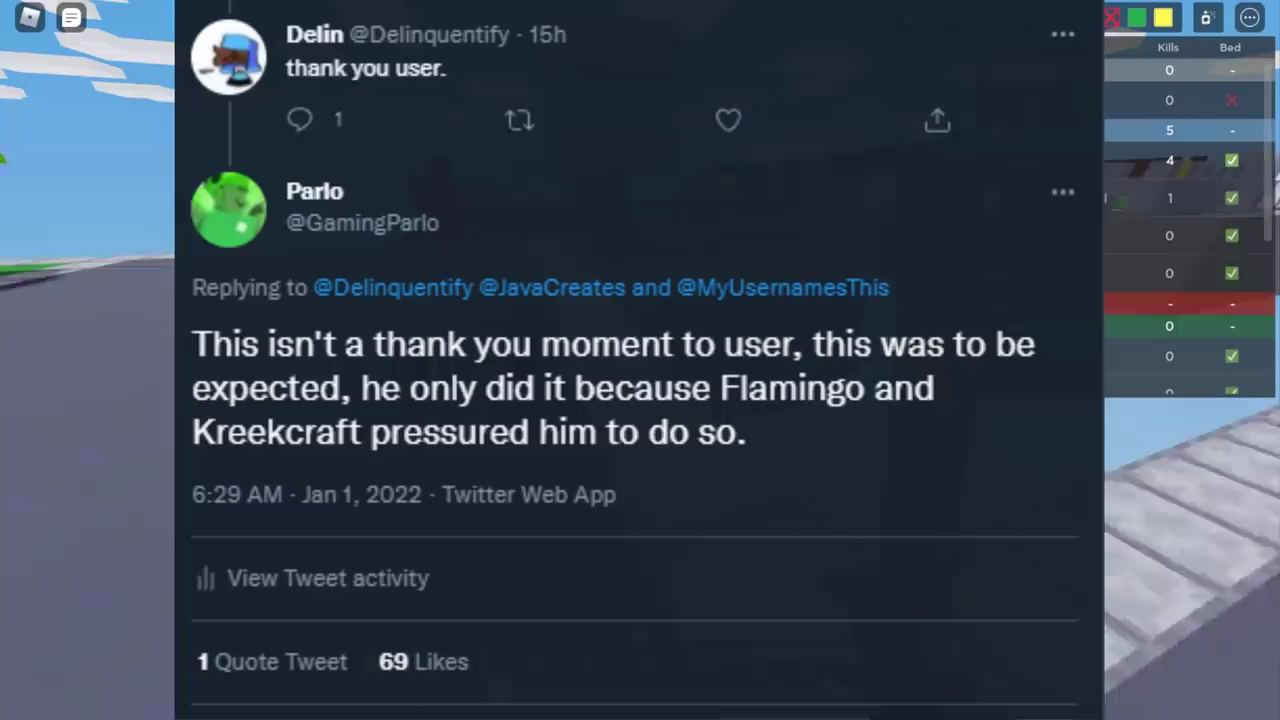 Delin @Delinquentify · 15h
thank you user.
1
Parlo
@GamingParlo
Replying to @Delinquentify @JavaCreates and @MyUsernamesThis
This isn't a thank you moment to user, this was to be
expected, he only did it because Flamingo and
Kreekcraft pressured him to do so.
6:29 AM · Jan 1, 2022 · Twitter Web App
View Tweet activity
1 Quote Tweet 69 Likes
Kills Bed
0 -
0
5 -
4
1
0
0
- -
0 -
0